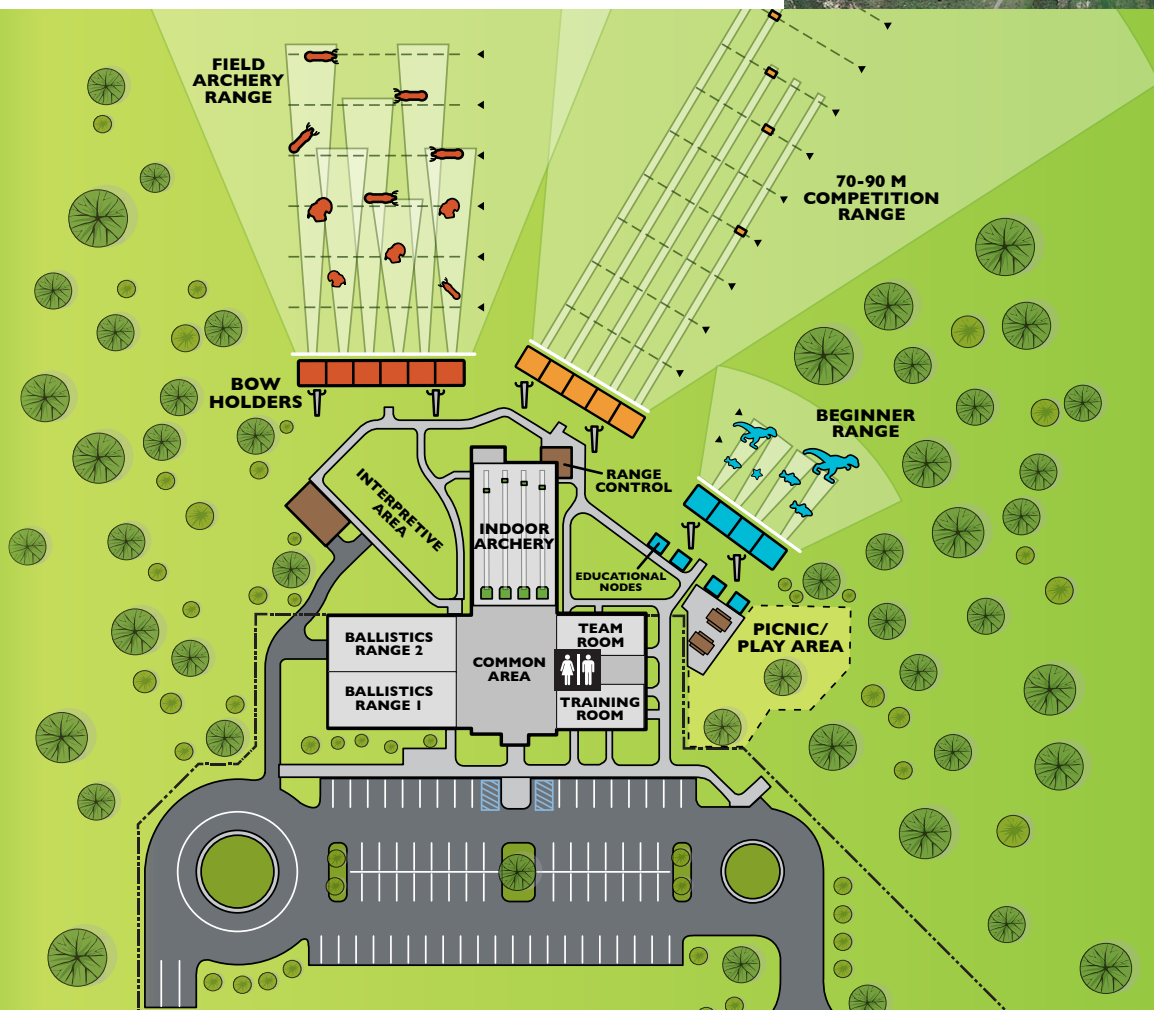 FIELD
ARCHERY
RANGE
70-90 M
COMPETITION
RANGE
BOW
HOLDERS
BEGINNER
RANGE
RANGE
CONTROL
INTERPRETIVE
AREA
INDOOR
ARCHERY
EDUCATIONAL
NODES
BALLISTICS
RANGE 2
TEAM
ROOM
PICNIC/
PLAY AREA
COMMON
AREA
BALLISTICS
RANGE 1
TRAINING
ROOM